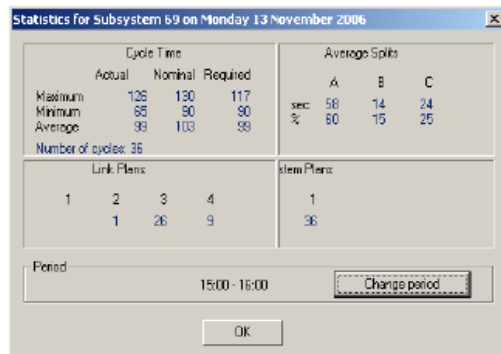 Statistics for Subsystem 69 on Monday 13 November 2006
Cycle Time
Actual Nominal Required
Maximum 126 130 117
Minimum 65 90 90
Average 99 103 99
Number of cycles: 36
Average Splits
A B C
sec 58 14 24
% 60 15 25
Link Plans
1 2 3 4
1 26 9
stem Plans
1
36
Period
15:00 - 16:00
Change period
OK